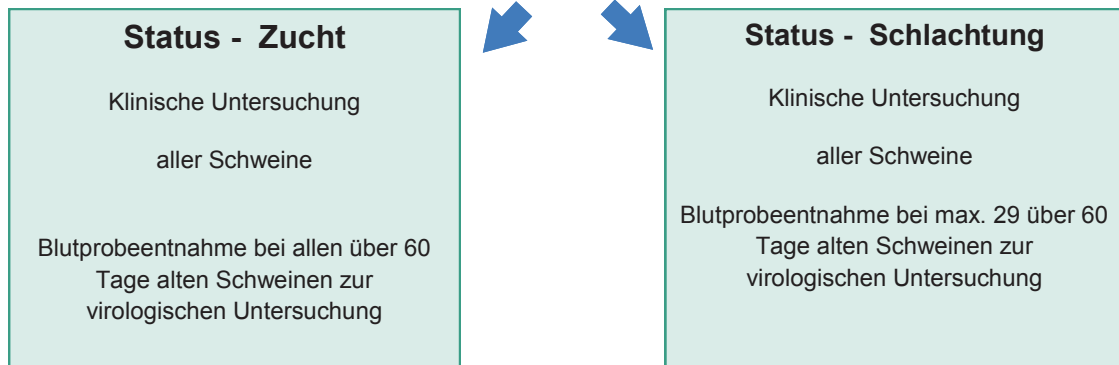 Status - Zucht
Klinische Untersuchung
aller Schweine
Blutprobeentnahme bei allen über 60
Tage alten Schweinen zur
virologischen Untersuchung
Status - Schlachtung
Klinische Untersuchung
aller Schweine
Blutprobeentnahme bei max. 29 über 60
Tage alten Schweinen zur
virologischen Untersuchung